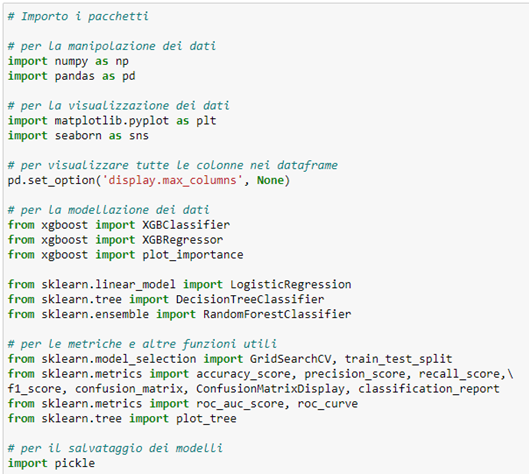 # Importo i pacchetti
# per la manipolazione dei dati
import numpy as np
import pandas as pd
# per la visualizzazione dei dati
import matplotlib.pyplot as plt
import seaborn as sns
# per visualizzare tutte le colonne nei dataframe
pd.set_option('display.max_columns', None)
# per la modellazione dei dati
from xgboost import XGBClassifier
from xgboost import XGBRegressor
from xgboost import plot_importance
from sklearn.linear_model import LogisticRegression
from sklearn.tree import DecisionTreeClassifier
from sklearn.ensemble import RandomForestClassifier
# per le metriche e altre funzioni utili
from sklearn.model_selection import GridSearchCV, train_test_split
from sklearn.metrics import accuracy_score, precision_score, recall_score,\
f1_score, confusion_matrix, ConfusionMatrixDisplay, classification_report
from sklearn.metrics import roc_auc_score, roc_curve
from sklearn.tree import plot_tree
# per il salvataggio dei modelli
import pickle